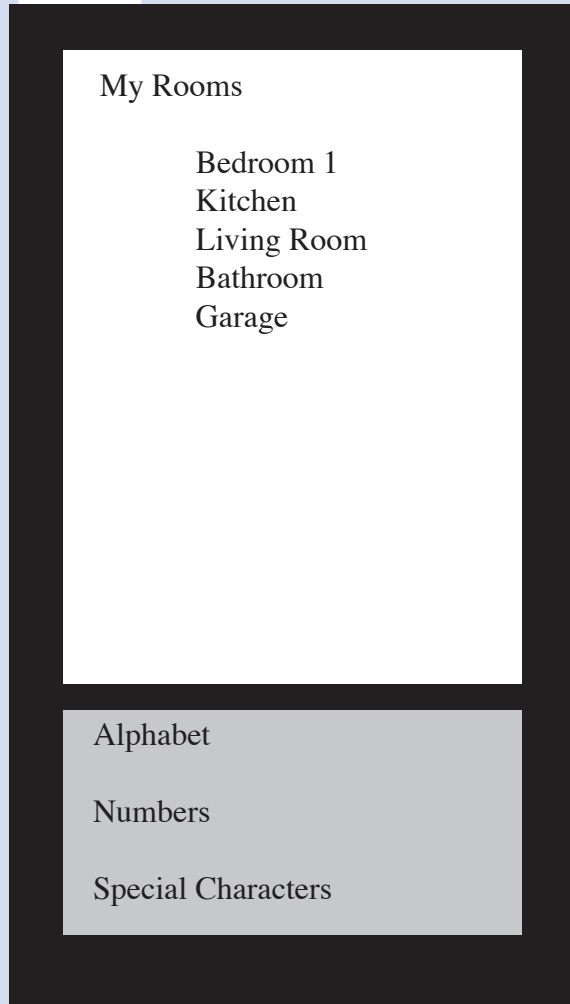 My Rooms
Bedroom 1
Kitchen
Living Room
Bathroom
Garage
Alphabet
Numbers
Special Characters